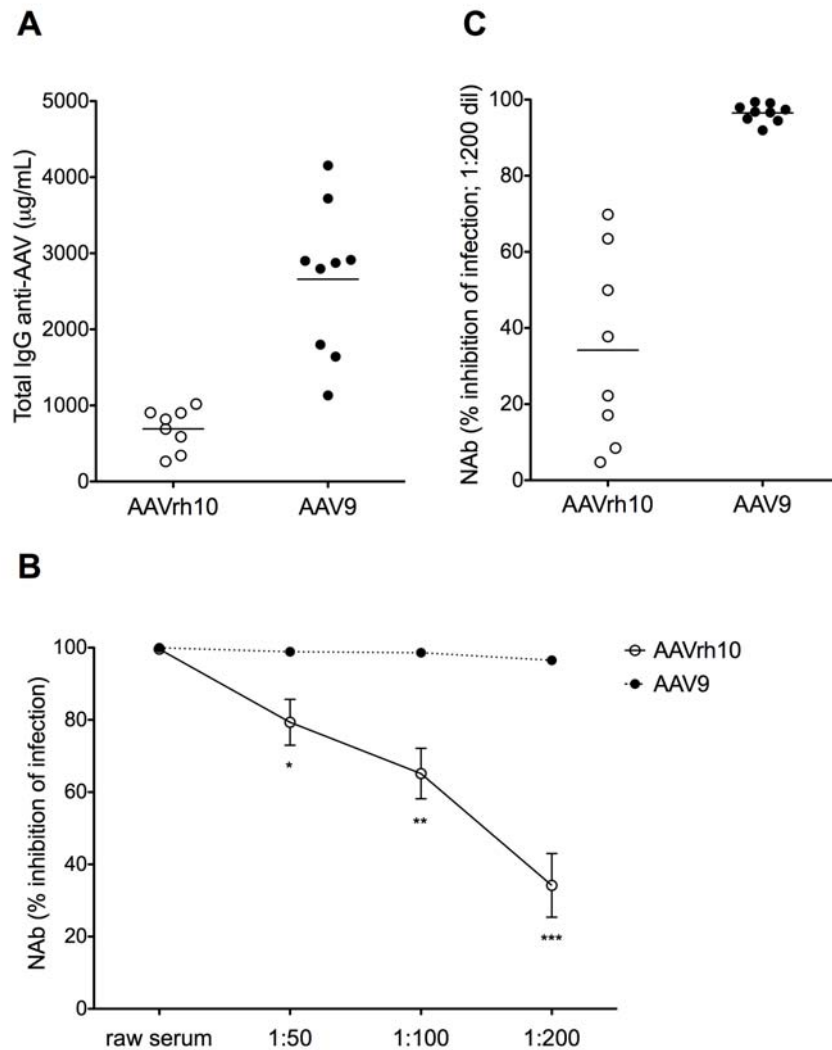 A
Total IgG anti-AAV (µg/mL)
5000
4000
3000
2000
1000
0
AAVrh10 AAV9
C
NAb (% inhibition of infection; 1:200 dil)
100
80
60
40
20
0
AAVrh10 AAV9
B
NAb (% inhibition of infection)
100
80
60
40
20
0
*
**
***
raw serum 1:50 1:100 1:200
AAVrh10
AAV9